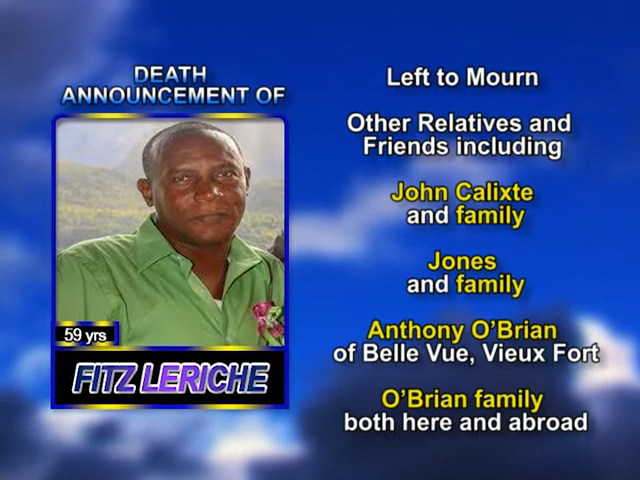 DEATH
ANNOUNCEMENT OF
59 yrs
FITZ LERICHE
Left to Mourn
Other Relatives and
Friends including
John Calixte
and family
Jones
and family
Anthony O'Brian
of Belle Vue, Vieux Fort
O'Brian family
both here and abroad